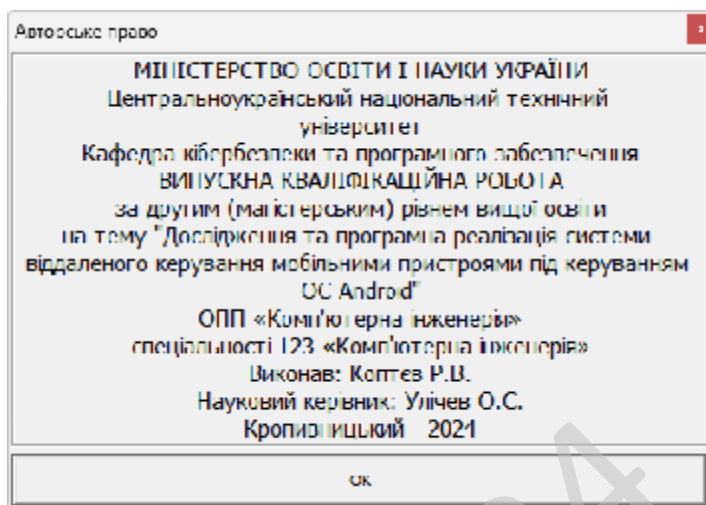 Авторське право
МІНІСТЕРСТВО ОСВІТИ І НАУКИ УКРАЇНИ
Центральноукраїнський національний технічний
університет
Кафедра кібербезпеки та програмного забезпечення
ВИПУСКНА КВАЛІФІКАЦІЙНА РОБОТА
за другим (магістерським) рівнем вищої освіти
на тему "Дослідження та програмна реалізація системи
віддаленого керування мобільними пристроями під керуванням
ОС Android"
ОПП «Комп'ютерна інженерія»
спеціальності 123 «Комп'ютерна інженерія»
Виконав: Коптєв Р.В.
Науковий керівник: Улічев О.С.
Кропивницький 2024
ОК